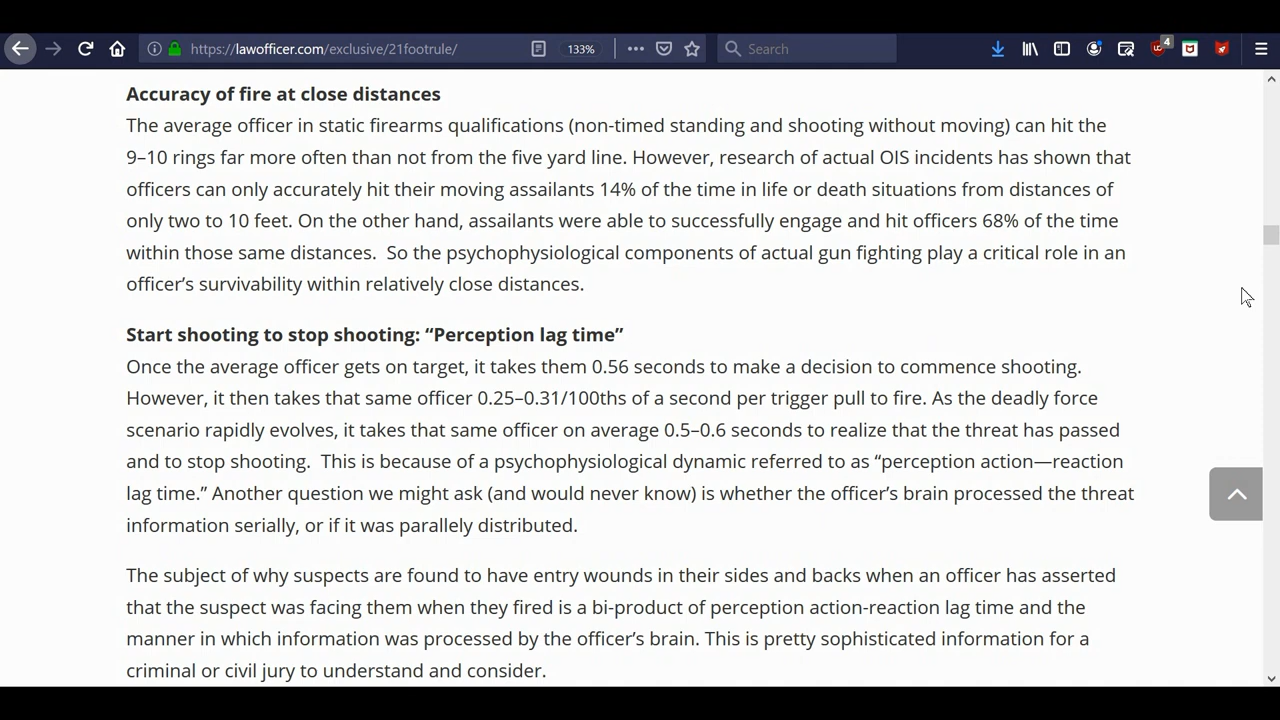 https://lawofficer.com/exclusive/21footrule/
133%
Search
4
Accuracy of fire at close distances
The average officer in static firearms qualifications (non-timed standing and shooting without moving) can hit the
9–10 rings far more often than not from the five yard line. However, research of actual OIS incidents has shown that
officers can only accurately hit their moving assailants 14% of the time in life or death situations from distances of
only two to 10 feet. On the other hand, assailants were able to successfully engage and hit officers 68% of the time
within those same distances.  So the psychophysiological components of actual gun fighting play a critical role in an
officer’s survivability within relatively close distances.
Start shooting to stop shooting: “Perception lag time”
Once the average officer gets on target, it takes them 0.56 seconds to make a decision to commence shooting.
However, it then takes that same officer 0.25–0.31/100ths of a second per trigger pull to fire. As the deadly force
scenario rapidly evolves, it takes that same officer on average 0.5–0.6 seconds to realize that the threat has passed
and to stop shooting.  This is because of a psychophysiological dynamic referred to as “perception action—reaction
lag time.” Another question we might ask (and would never know) is whether the officer’s brain processed the threat
information serially, or if it was parallely distributed.
The subject of why suspects are found to have entry wounds in their sides and backs when an officer has asserted
that the suspect was facing them when they fired is a bi-product of perception action-reaction lag time and the
manner in which information was processed by the officer’s brain. This is pretty sophisticated information for a
criminal or civil jury to understand and consider.